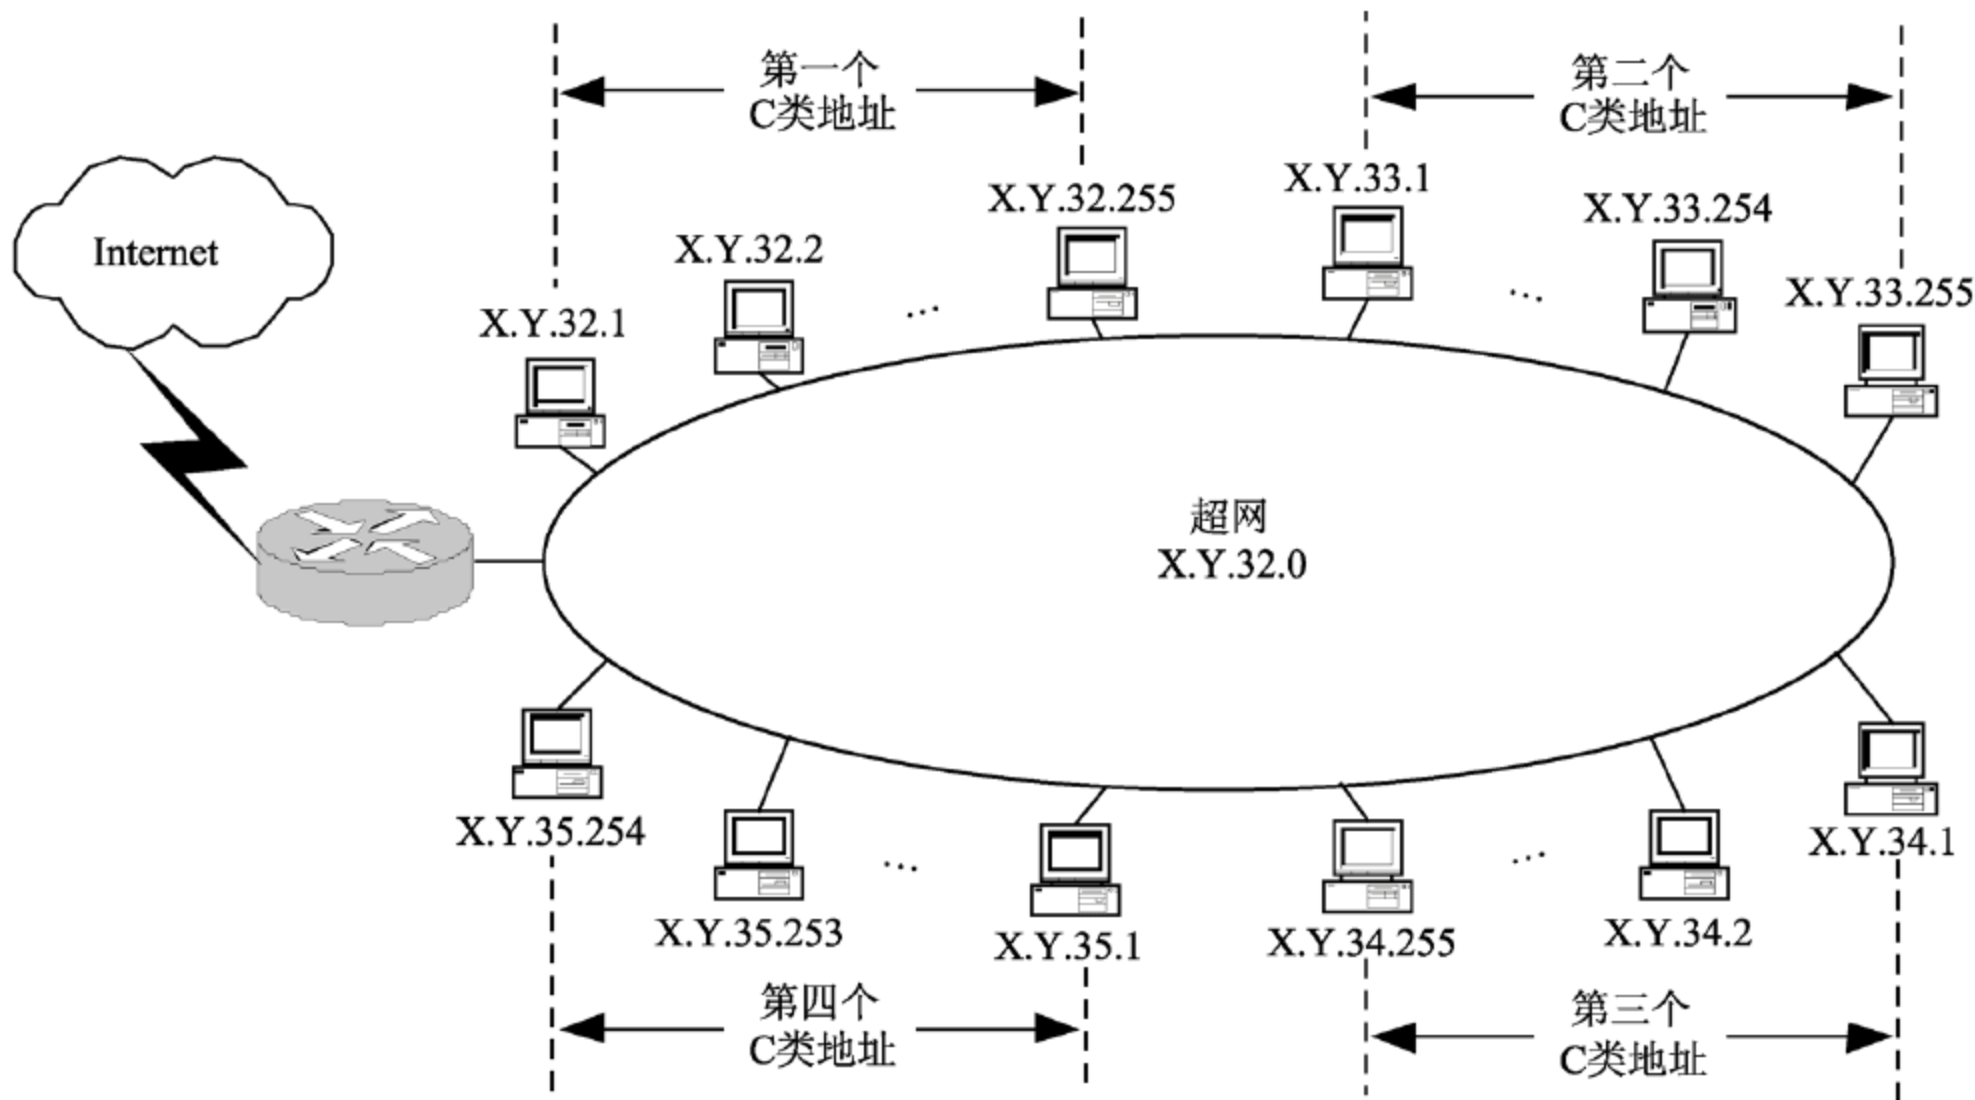 第一个
C类地址
第二个
C类地址
X.Y.33.1
X.Y.32.255
X.Y.33.254
Internet
X.Y.32.2
...
...
X.Y.33.255
X.Y.32.1
超网
X.Y.32.0
X.Y.35.254
X.Y.34.1
...
...
X.Y.35.253
X.Y.35.1
X.Y.34.255
X.Y.34.2
第四个
C类地址
第三个
C类地址